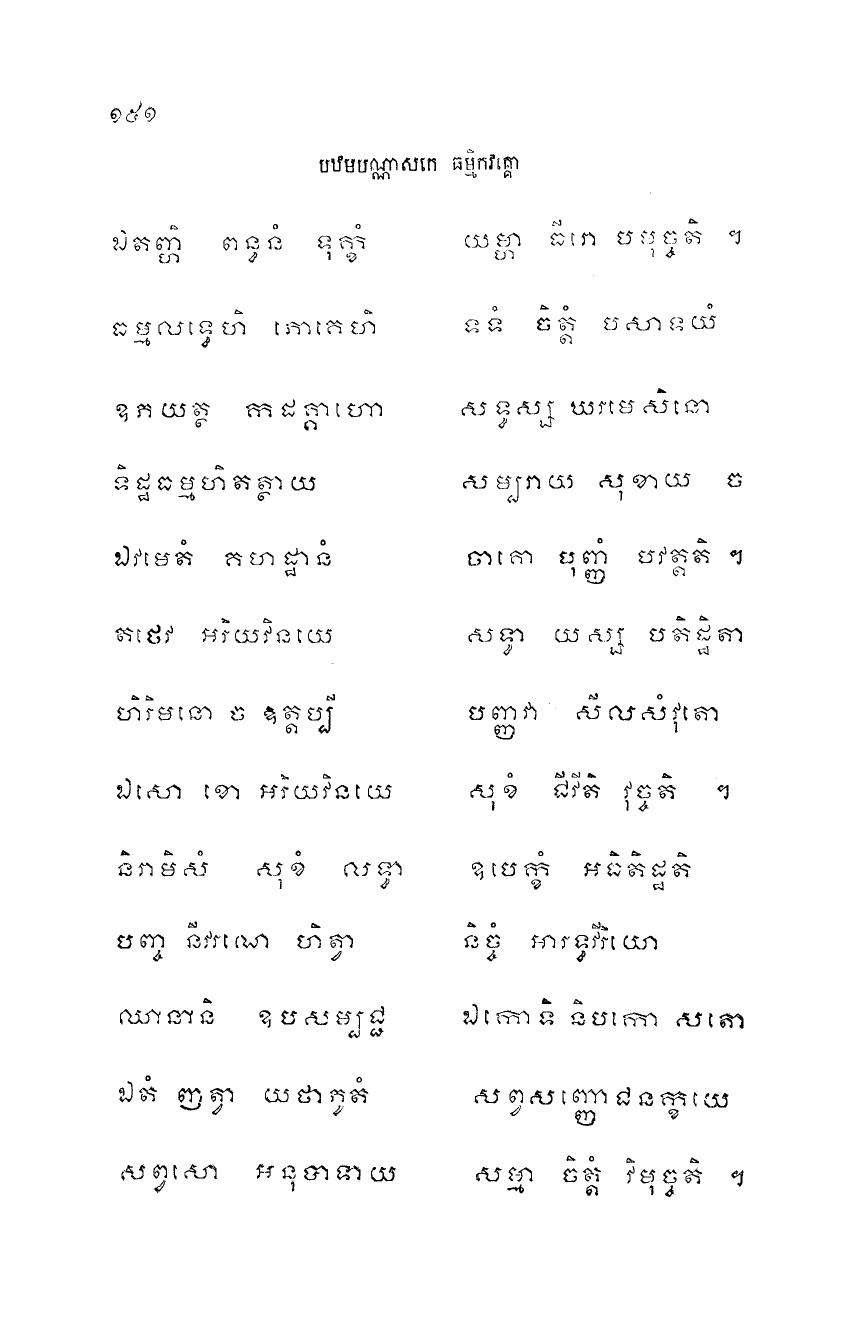 ១៥១
បឋមបណ្ណាសកេ ធម្មិកវគ្គោ
ឯតញ្ហិ ពន្ធនំ ទុក្ខំ យស្ហា ធីរោ បមុច្ចតិ ។
ធម្មលទ្ធេហិ ភោគេហិ ទទំ ចិត្តំ បសាទយំ
ឧភយត្ថ កដគ្គាហោ សទ្ធស្ស ឃរមេសិនោ
ទិដ្ឋធម្មហិតត្ថាយ សម្បរាយ សុខាយ ច
ឯវមេតំ គហដ្ឋានំ ចាគោ បុញ្ញំ បវឌ្ឍតិ ។
តថេវ អរិយវិនយេ សទ្ធា យស្ស បតិដ្ឋិតា
ហិរិមនោ ច ឱត្តប្បី បញ្ញវា សីលសំវុតោ
ឯសោ ខោ អរិយវិនយេ សុខំ ជីវីតិ វុច្ចតិ ។
និរាមិសំ សុខំ លទ្ធា ឧបេក្ខំ អធិតិដ្ឋតិ
បញ្ច នីវរណេ ហិត្វា និច្ចំ អារទ្ធវីរិយោ
ឈានានិ ឧបសម្បជ្ជ ឯកោទិ និបកោ សតោ
ឯតំ ញត្វា យថាភូតំ សព្វសញ្ញោជនក្ខយេ
សព្វសោ អនុបាទាយ សម្មា ចិត្តំ វិមុច្ចតិ ។